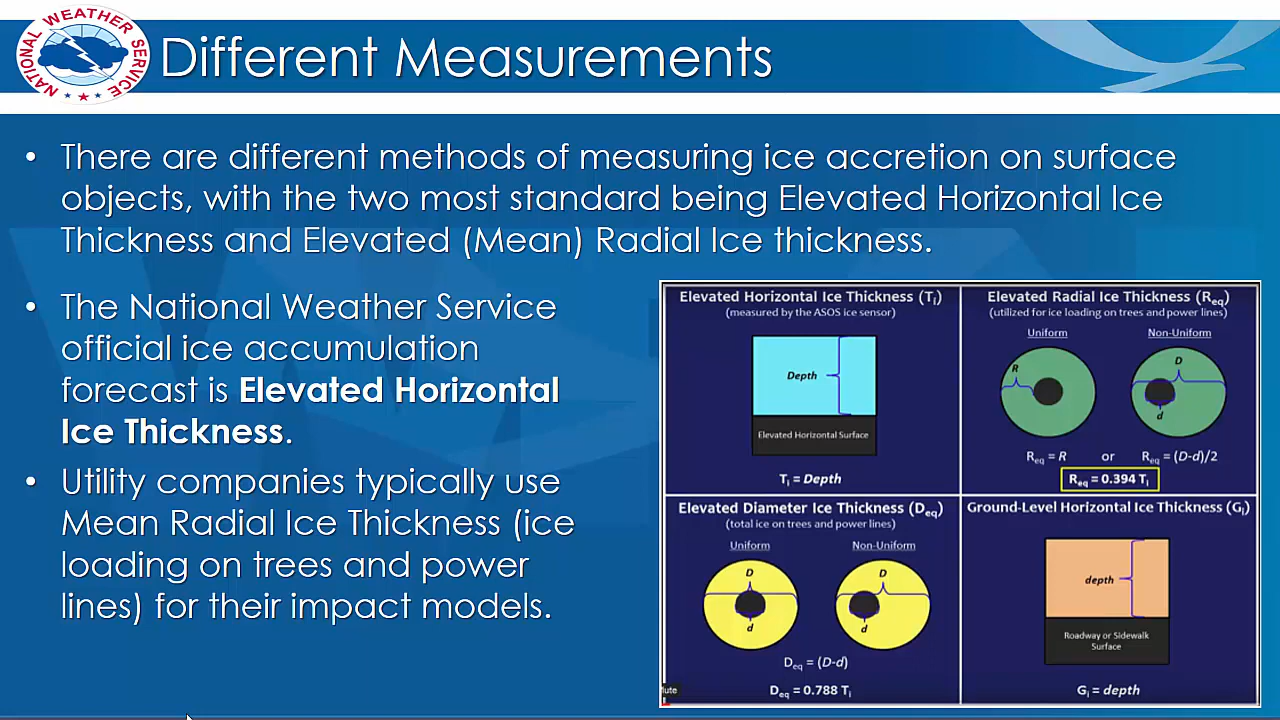 NATIONAL WEATHER SERVICE
Different Measurements
• There are different methods of measuring ice accretion on surface
objects, with the two most standard being Elevated Horizontal Ice
Thickness and Elevated (Mean) Radial Ice thickness.
• The National Weather Service
official ice accumulation
forecast is Elevated Horizontal
Ice Thickness.
• Utility companies typically use
Mean Radial Ice Thickness (ice
loading on trees and power
lines) for their impact models.
Elevated Horizontal Ice Thickness (Tᵢ)
(measured by the ASOS ice sensor)
Depth
Elevated Horizontal Surface
Tᵢ = Depth
Elevated Radial Ice Thickness (R_eq)
(utilized for ice loading on trees and power lines)
Uniform
Non-Uniform
R
D
d
R_eq = R or R_eq = (D-d)/2
R_eq = 0.394 Tᵢ
Elevated Diameter Ice Thickness (D_eq)
(total ice on trees and power lines)
Uniform
Non-Uniform
D
D
d
d
D_eq = (D-d)
D_eq = 0.788 Tᵢ
Ground-Level Horizontal Ice Thickness (Gᵢ)
depth
Roadway or Sidewalk
Surface
Gᵢ = depth